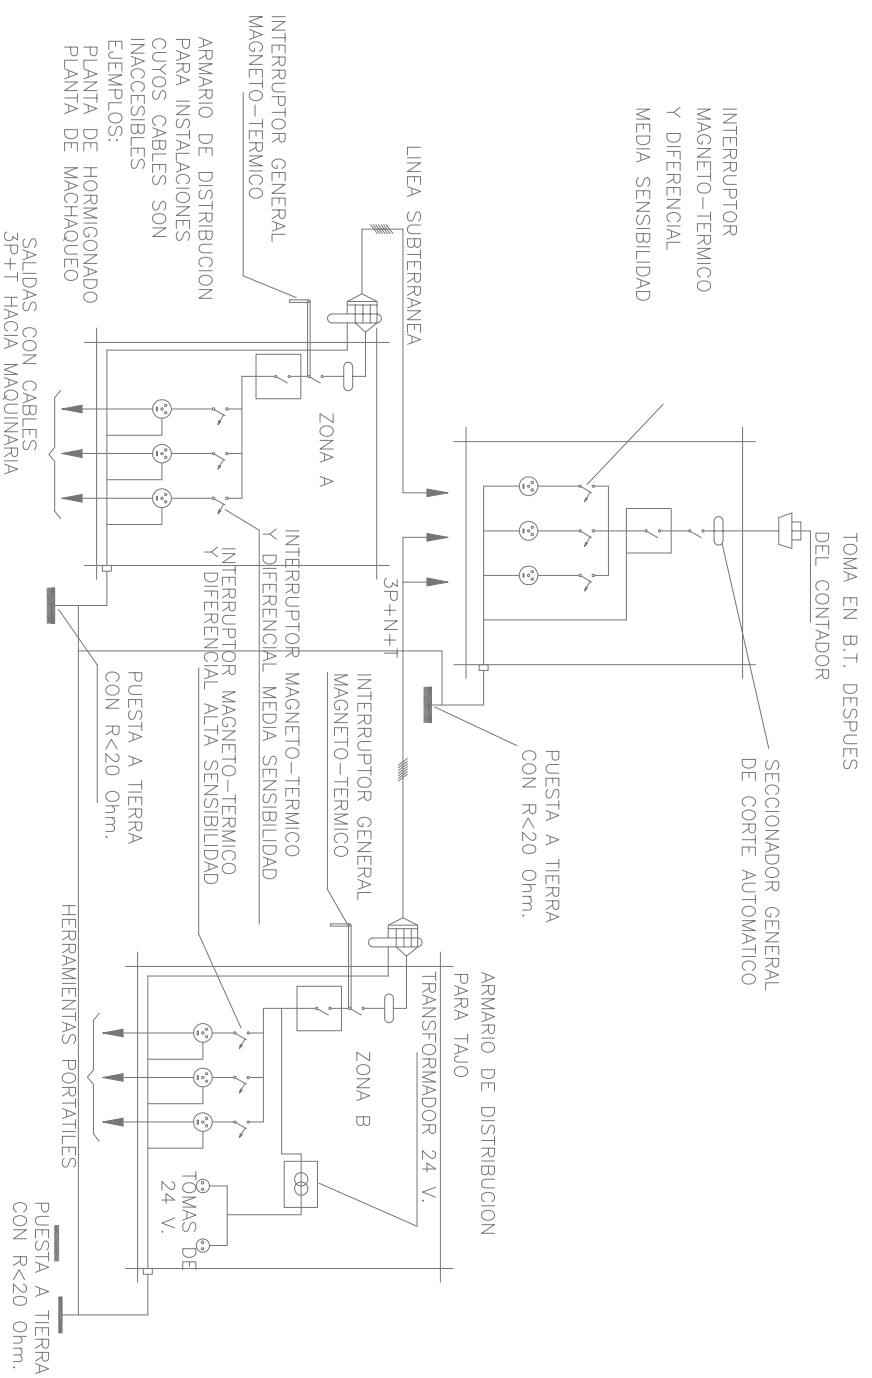 TOMA EN B.T. DESPUES
DEL CONTADOR
SECCIONADOR GENERAL
DE CORTE AUTOMATICO
INTERRUPTOR
MAGNETO-TERMICO
Y DIFERENCIAL
MEDIA SENSIBILIDAD
PUESTA A TIERRA
CON R<20 Ohm.
LINEA SUBTERRANEA
3P+N+T
INTERRUPTOR GENERAL
MAGNETO-TERMICO
ARMARIO DE DISTRIBUCION
PARA INSTALACIONES
CUYOS CABLES SON
INACCESIBLES
EJEMPLOS:
PLANTA DE HORMIGONADO
PLANTA DE MACHAQUEO
ZONA A
SALIDAS CON CABLES
3P+T HACIA MAQUINARIA
INTERRUPTOR MAGNETO-TERMICO
Y DIFERENCIAL MEDIA SENSIBILIDAD
INTERRUPTOR MAGNETO-TERMICO
Y DIFERENCIAL ALTA SENSIBILIDAD
PUESTA A TIERRA
CON R<20 Ohm.
INTERRUPTOR GENERAL
MAGNETO-TERMICO
ARMARIO DE DISTRIBUCION
PARA TAJO
TRANSFORMADOR 24 V.
ZONA B
TOMAS DE
24 V.
HERRAMIENTAS PORTATILES
PUESTA A TIERRA
CON R<20 Ohm.